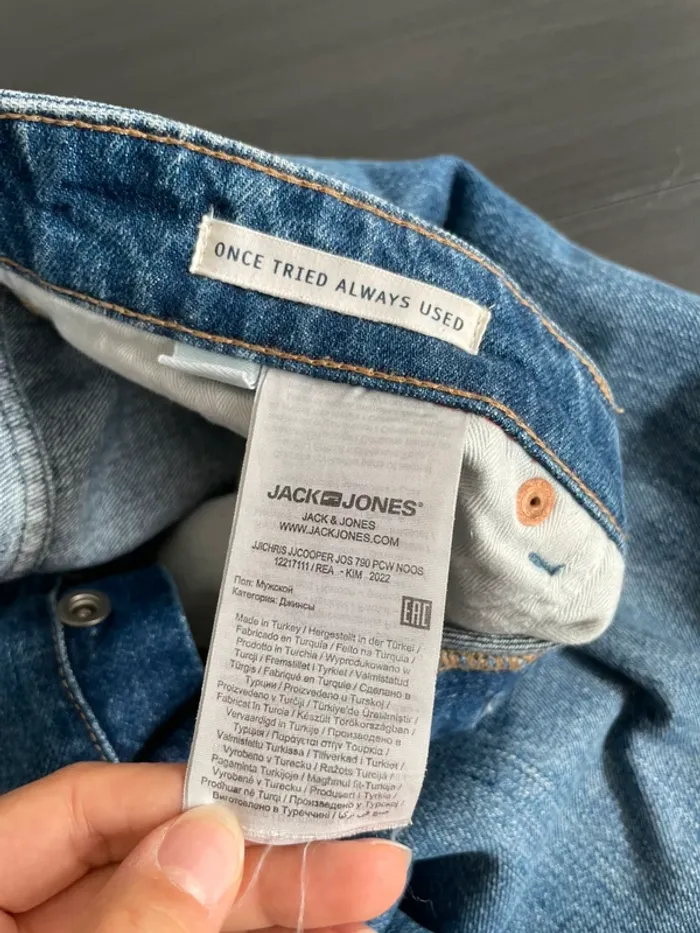 ONCE TRIED ALWAYS USED
JACK JONES®
JACK & JONES
WWW.JACKJONES.COM
JJICHRIS JJCOOPER JOS 790 PCW NOOS
12217111 / REA - KIM 2022
Пол: Мужской
Категория: Джинсы
EAC
Made in Turkey / Hergestellt in der Türkei /
Fabricado en Turquía / Feito na Turquia /
Prodotto in Turchia / Wyprodukowano w
Turcji / Fremstillet i Tyrkiet / Valmistatud
Türgis / Fabriqué en Turquie / Сделано в
Турции / Proizvedeno u Turskoj /
Proizvedeno v Turčiji / Türkiye'de Üretilmiştir /
Fabricat în Turcia / Készült Törökországban /
Vervaardigd in Turkije / Произведено в
Турция / Παράγεται στην Τουρκία /
Valmistettu Turkissa / Tillverkad i Turkiet /
Vyrobeno v Turecku / Ražots Turcijā /
Pagaminta Turkijoje / Maghmul fit-Turkija /
Vyrobené v Turecku / Produsert i Tyrkia /
Prodhuar në Turqi / Произведено у Турској /
Виготовлено в Туреччині /